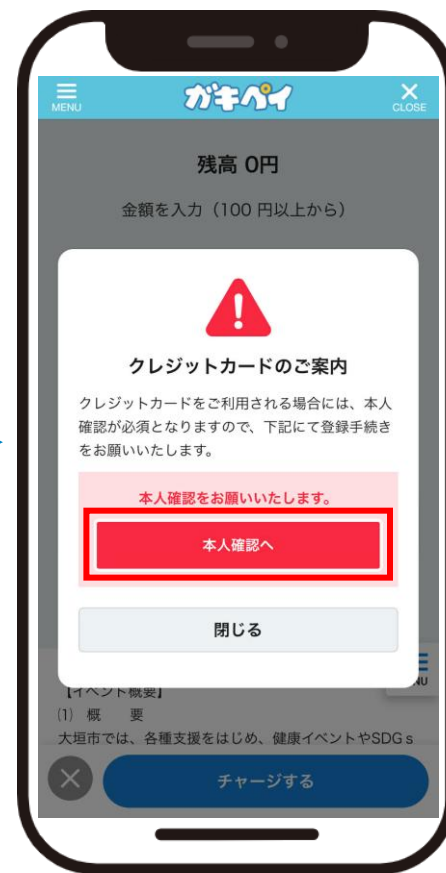 MENU
ガキペイ
CLOSE
残高 0円
金額を入力（100 円以上から）
クレジットカードのご案内
クレジットカードをご利用される場合には、本人
確認が必須となりますので、下記にて登録手続き
をお願いいたします。
本人確認をお願いいたします。
本人確認へ
閉じる
【イベント概要】
(1) 概　　要
大垣市では、各種支援をはじめ、健康イベントやSDGｓ
チャージする